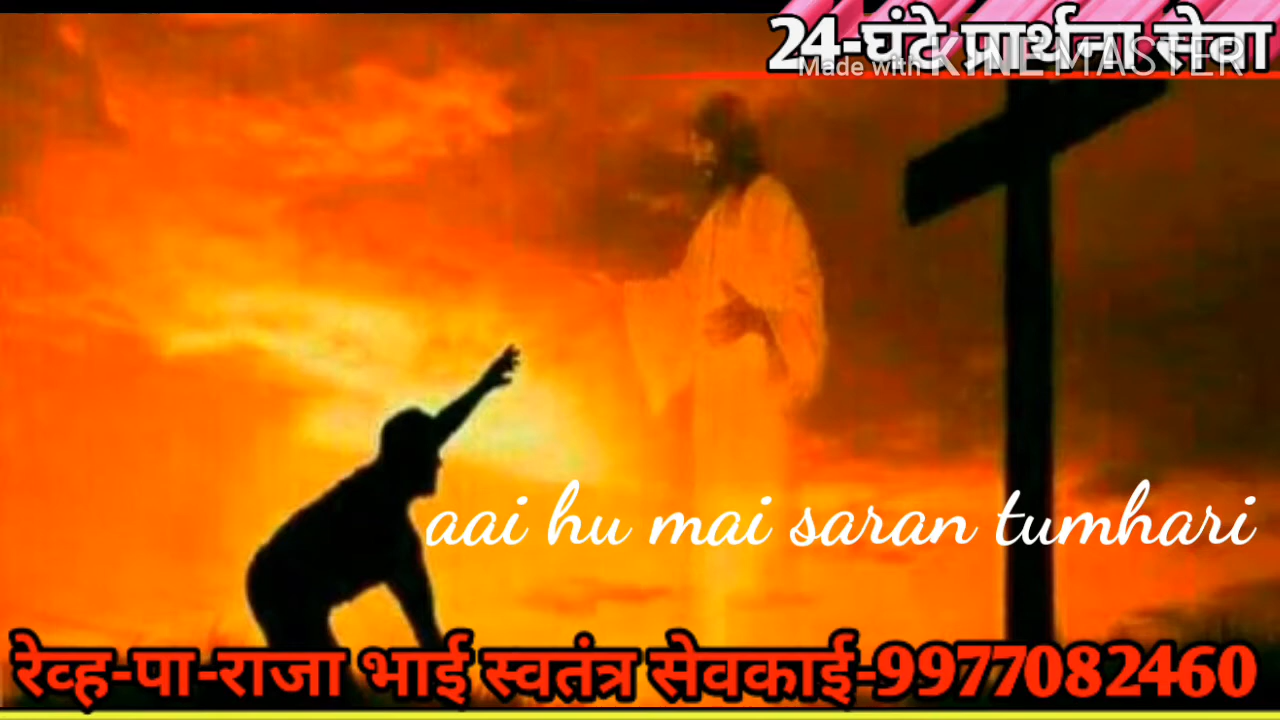 24-घंटे प्रार्थना सेवा
Made with KINEMASTER
aai hu mai saran tumhari
रेव्ह-पा-राजा भाई स्वतंत्र सेवकाई-9977082460